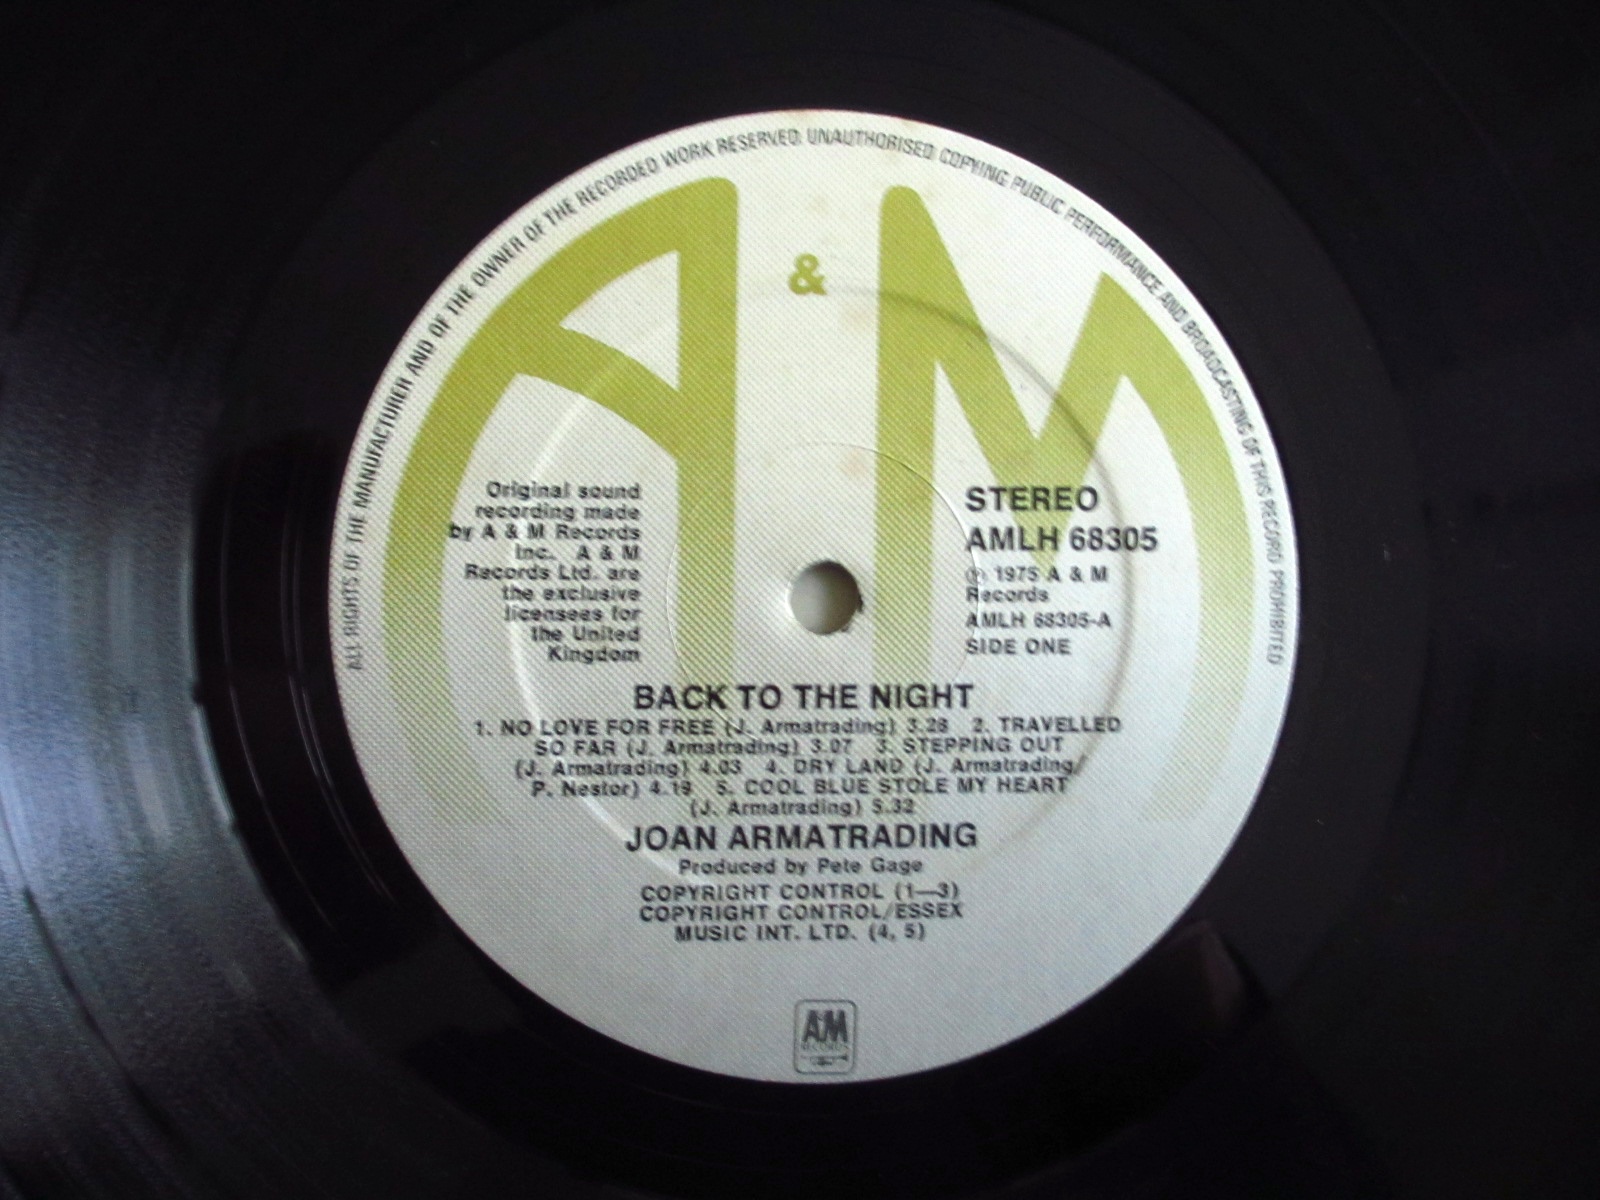 ALL RIGHTS OF THE MANUFACTURER AND OF THE OWNER OF THE RECORDED WORK RESERVED. UNAUTHORISED COPYING PUBLIC PERFORMANCE AND BROADCASTING OF THIS RECORD PROHIBITED
A & M
Original sound
recording made
by A & M Records
Inc. A & M
Records Ltd. are
the exclusive
licensees for
the United
Kingdom
STEREO
AMLH 68305
℗ 1975 A & M
Records
AMLH 68305-A
SIDE ONE
BACK TO THE NIGHT
1. NO LOVE FOR FREE (J. Armatrading) 3.28 2. TRAVELLED
SO FAR (J. Armatrading) 3.07 3. STEPPING OUT
(J. Armatrading) 4.03 4. DRY LAND (J. Armatrading/
P. Nestor) 4.19 5. COOL BLUE STOLE MY HEART
(J. Armatrading) 5.32
JOAN ARMATRADING
Produced by Pete Gage
COPYRIGHT CONTROL (1—3)
COPYRIGHT CONTROL/ESSEX
MUSIC INT. LTD. (4, 5)
A&M
RECORDS